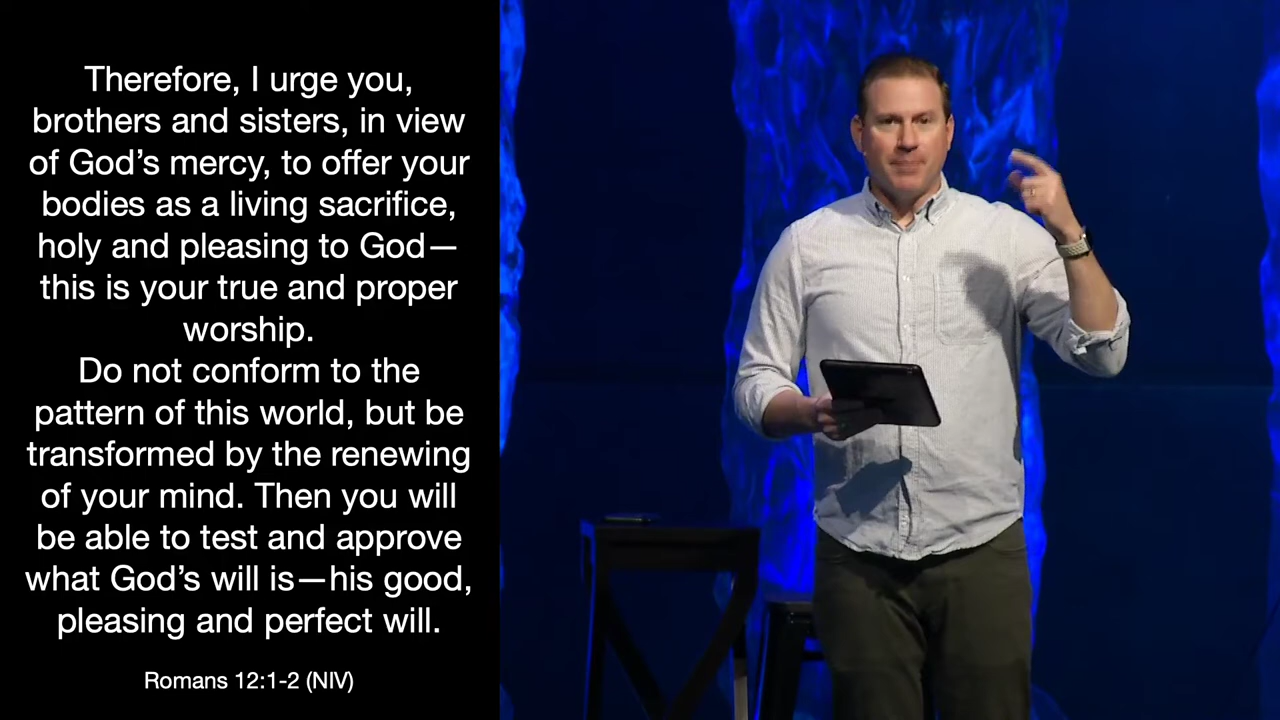 Therefore, I urge you,
brothers and sisters, in view
of God’s mercy, to offer your
bodies as a living sacrifice,
holy and pleasing to God—
this is your true and proper
worship.
Do not conform to the
pattern of this world, but be
transformed by the renewing
of your mind. Then you will
be able to test and approve
what God’s will is—his good,
pleasing and perfect will.
Romans 12:1-2 (NIV)